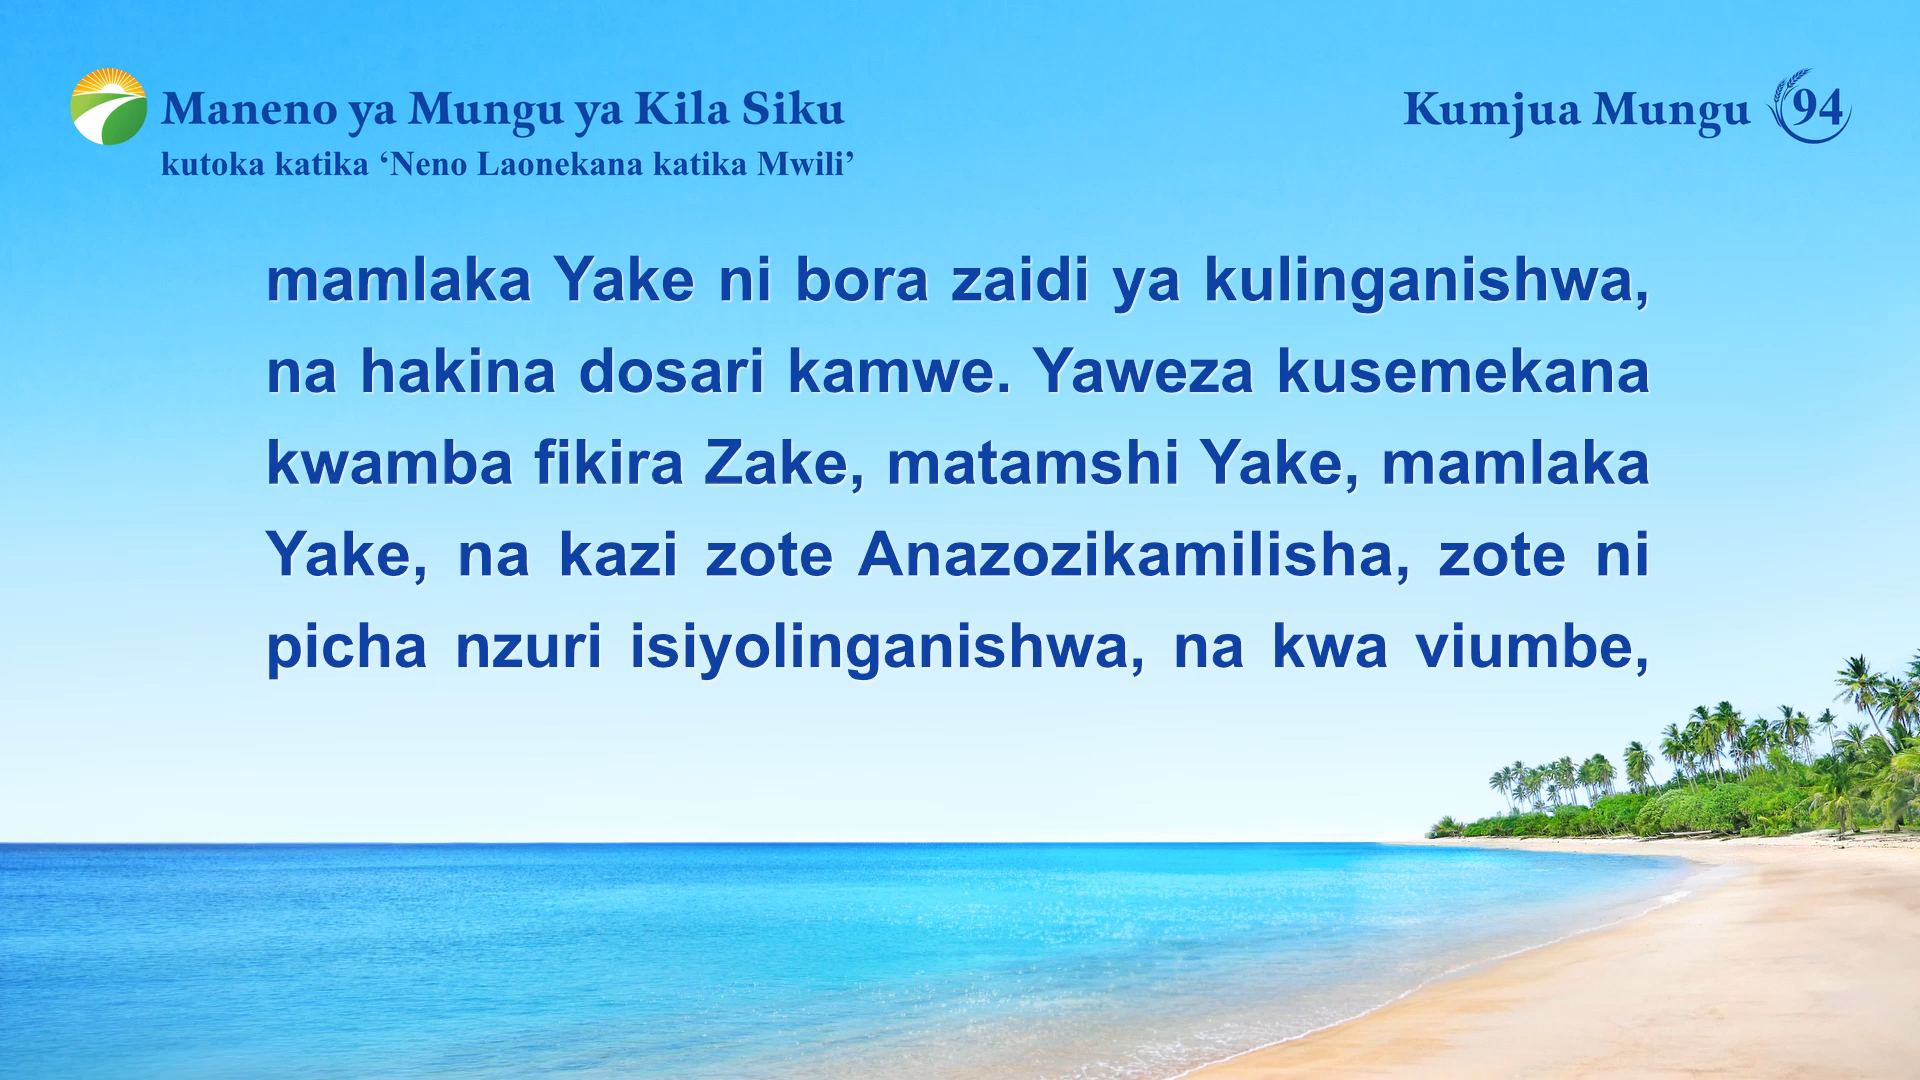 Maneno ya Mungu ya Kila Siku
kutoka katika ‘Neno Laonekana katika Mwili’
Kumjua Mungu 94
mamlaka Yake ni bora zaidi ya kulinganishwa,
na hakina dosari kamwe. Yaweza kusemekana
kwamba fikira Zake, matamshi Yake, mamlaka
Yake, na kazi zote Anazozikamilisha, zote ni
picha nzuri isiyolinganishwa, na kwa viumbe,